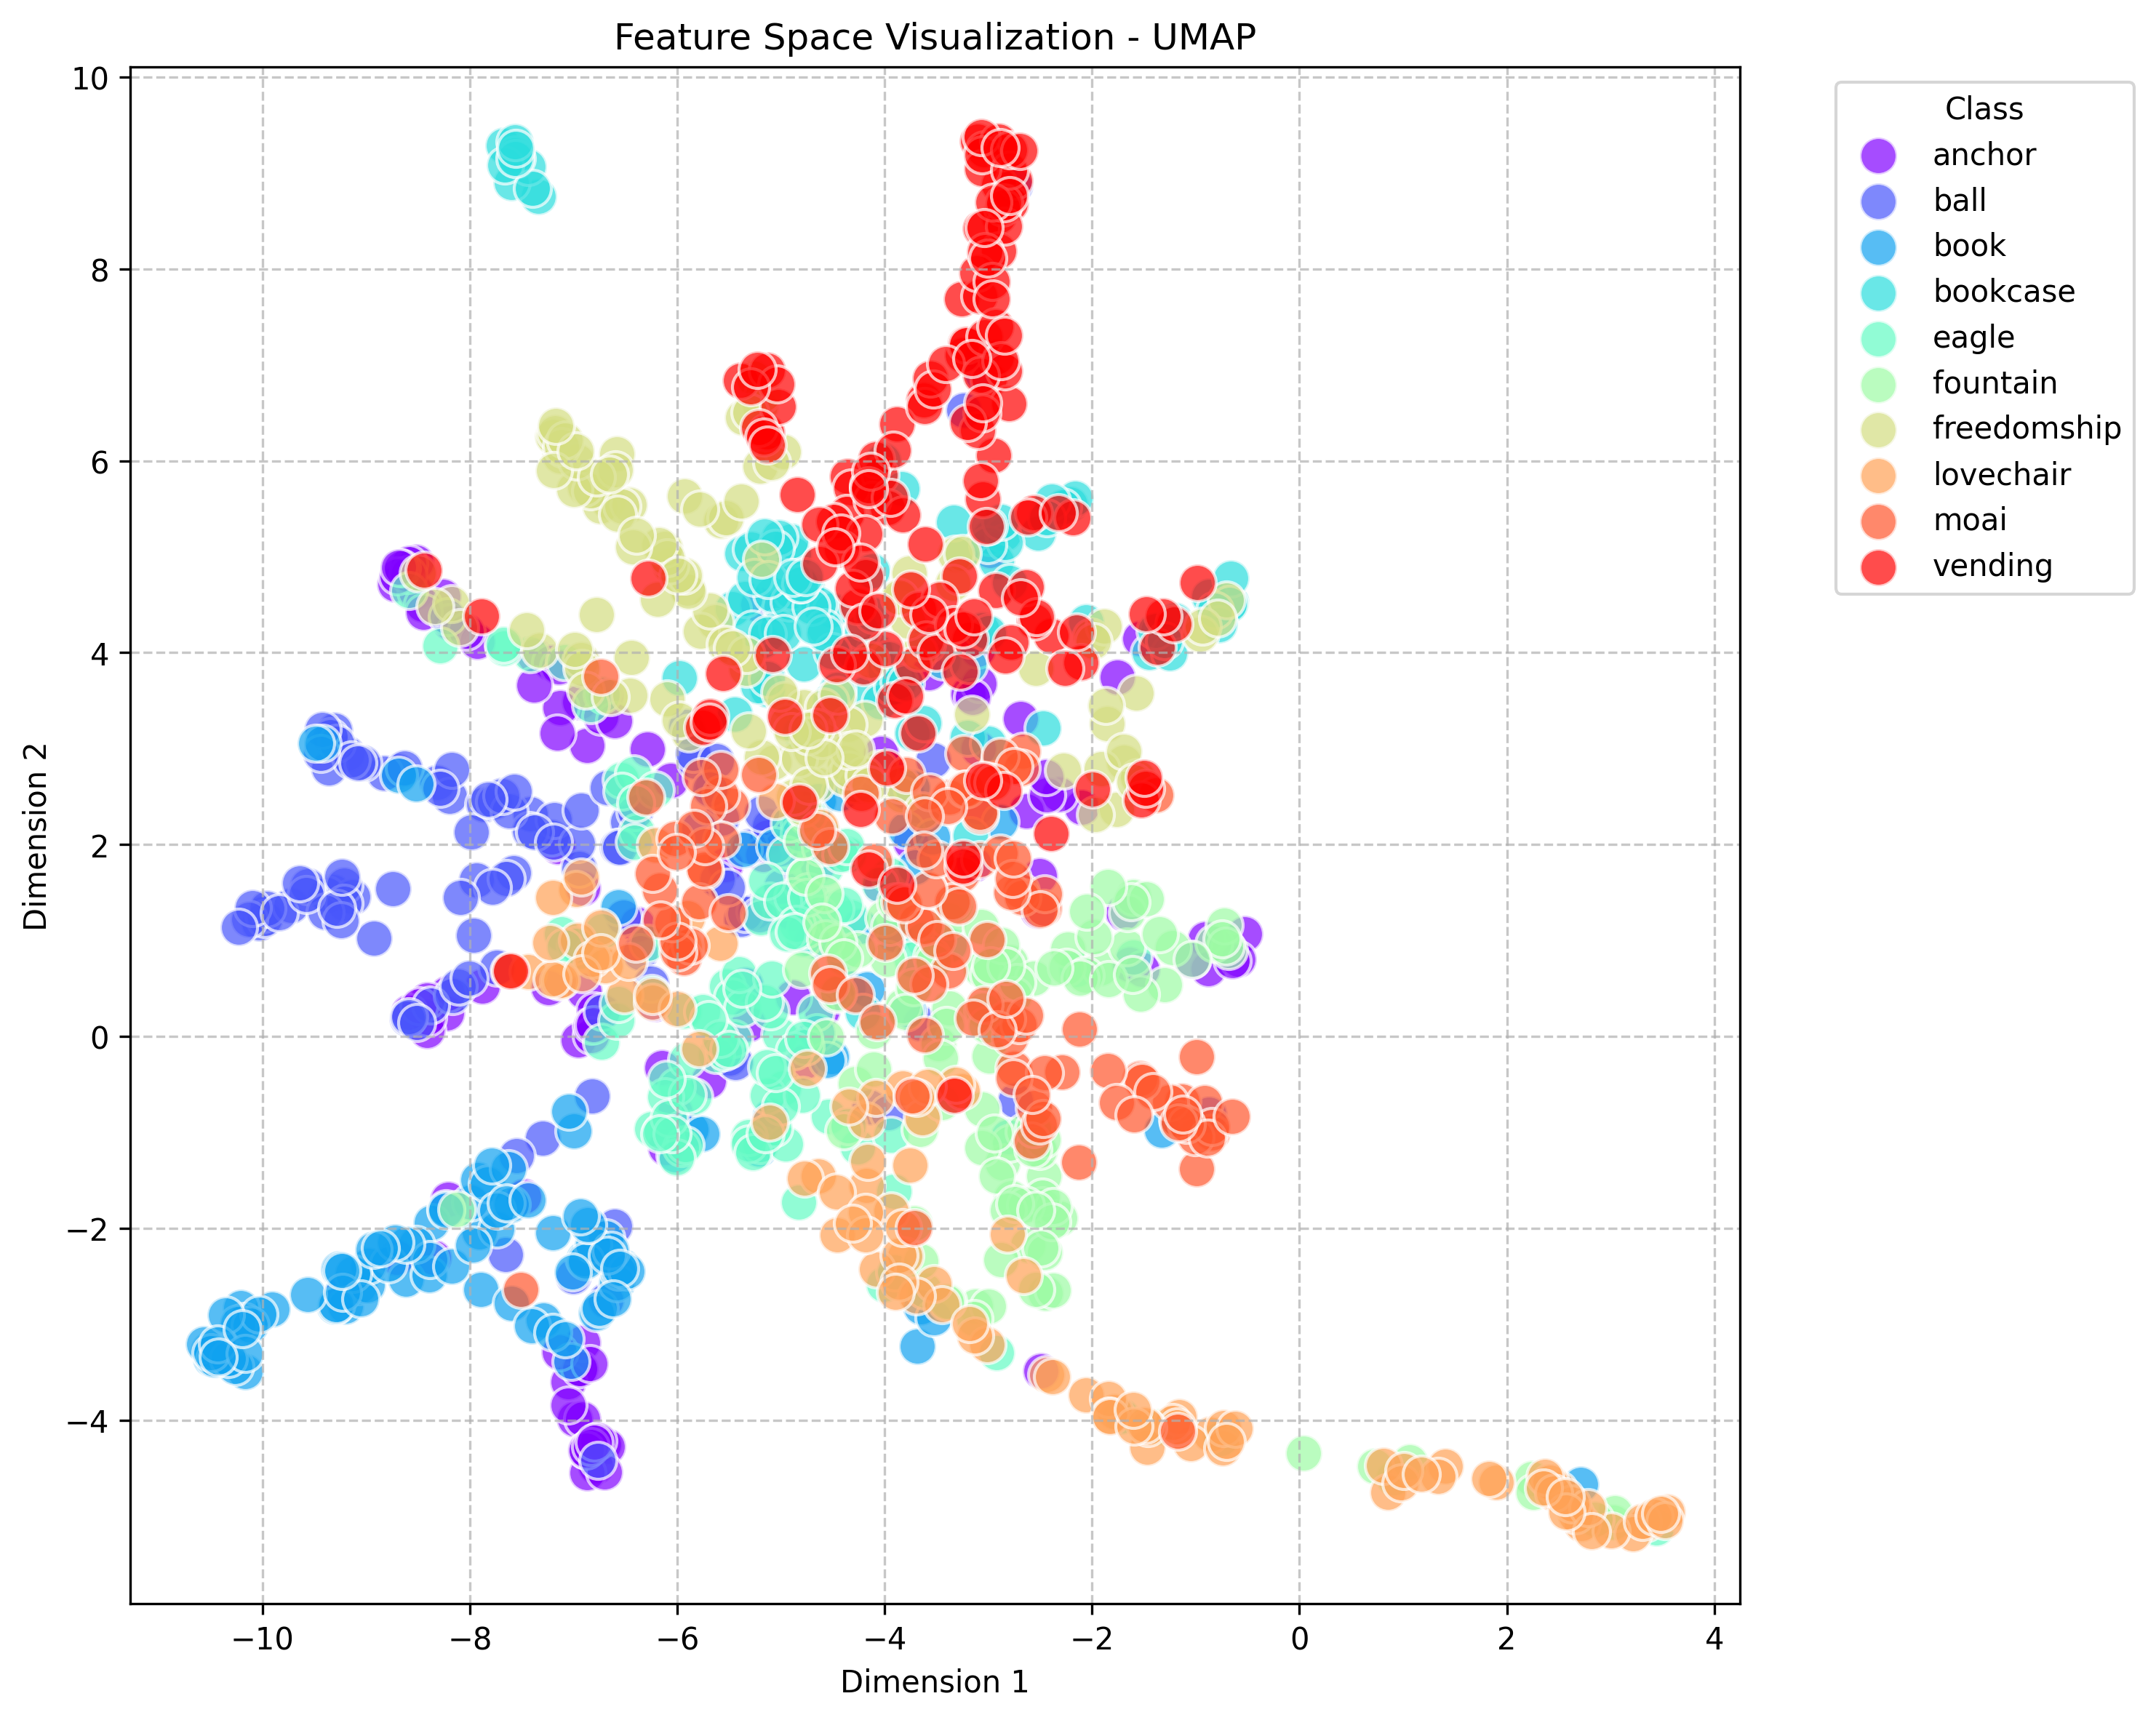 Feature Space Visualization - UMAP
10
8
6
4
2
0
−2
−4
Dimension 2
−10
−8
−6
−4
−2
0
2
4
Dimension 1
Class
anchor
ball
book
bookcase
eagle
fountain
freedomship
lovechair
moai
vending